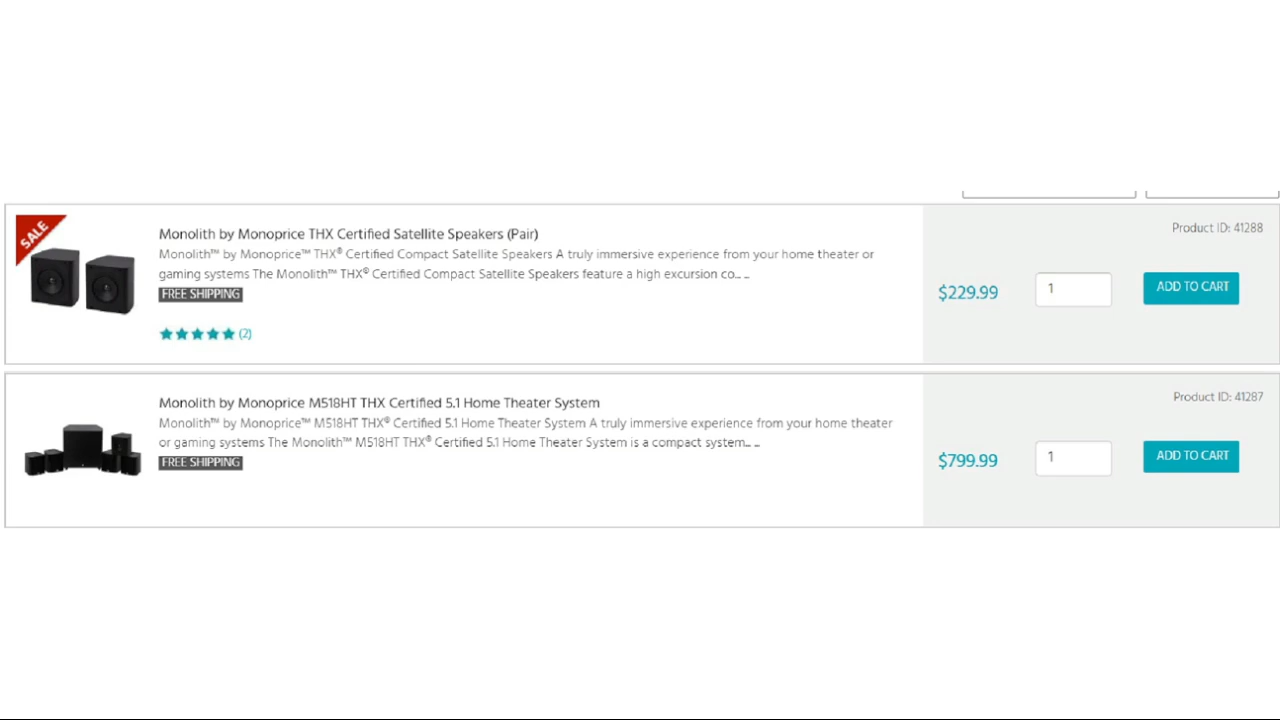 SALE
Monolith by Monoprice THX Certified Satellite Speakers (Pair)
Product ID: 41288
Monolith™ by Monoprice™ THX® Certified Compact Satellite Speakers A truly immersive experience from your home theater or
gaming systems The Monolith™ THX® Certified Compact Satellite Speakers feature a high excursion co... ...
FREE SHIPPING
$229.99
1
ADD TO CART
(2)
Monolith by Monoprice M518HT THX Certified 5.1 Home Theater System
Product ID: 41287
Monolith™ by Monoprice™ M518HT THX® Certified 5.1 Home Theater System A truly immersive experience from your home theater
or gaming systems The Monolith™ M518HT THX® Certified 5.1 Home Theater System is a compact system... ...
FREE SHIPPING
$799.99
1
ADD TO CART